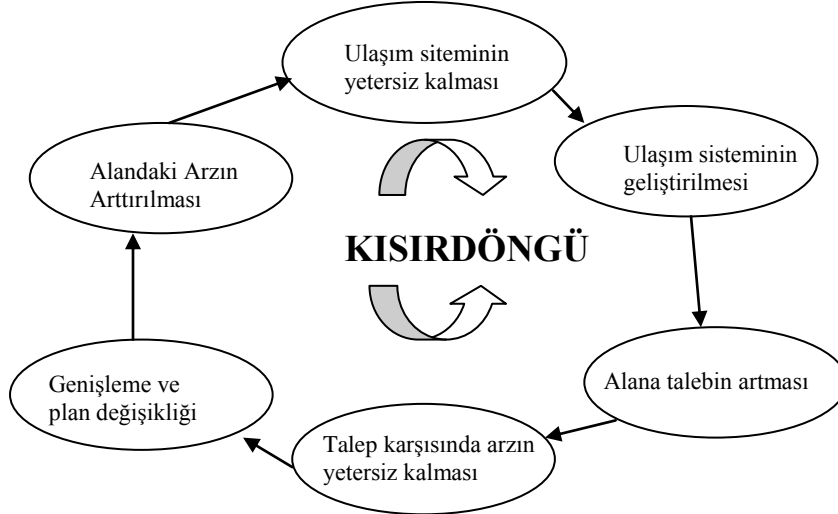 Ulaşım siteminin
yetersiz kalması
Ulaşım sisteminin
geliştirilmesi
Alandaki Arzın
Arttırılması
KISIRDÖNGÜ
Alana talebin artması
Genişleme ve
plan değişikliği
Talep karşısında arzın
yetersiz kalması